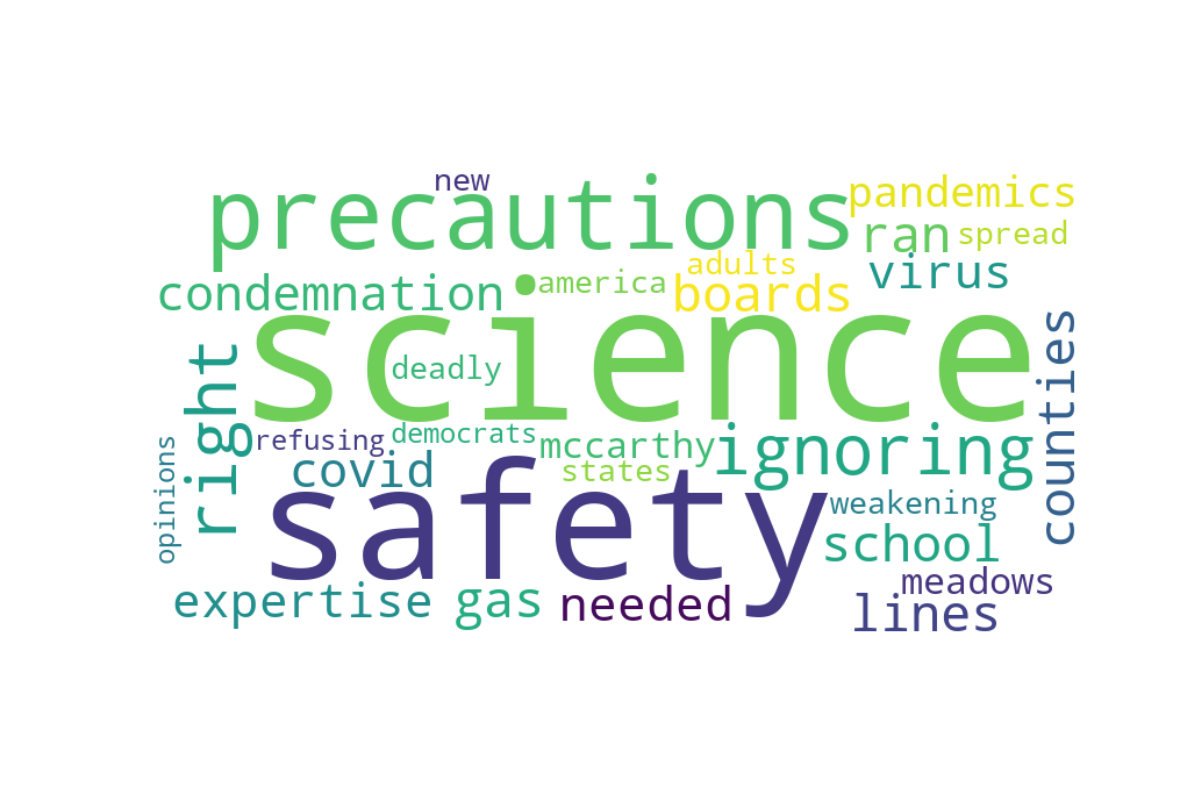 new
precautions
pandemics
ran
spread
adults
virus
condemnation
america
boards
science
right
deadly
counties
refusing
democrats
mccarthy
ignoring
opinions
covid
states
safety
weakening
school
meadows
expertise
gas
needed
lines